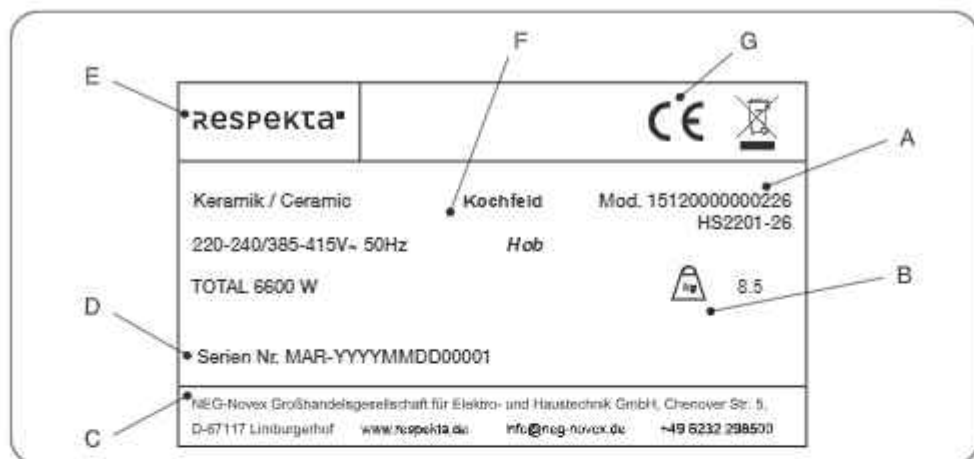 F
G
E
Respekta
CE
A
Keramik / Ceramic Kochfeld Mod. 15120000000226
HS2201-26
220-240/385-415V~ 50Hz Hob
TOTAL 6600 W kg 8.5
B
D
Serien Nr. MAR-YYYYMMDD00001
NEG-Novex Großhandelsgesellschaft für Elektro- und Haustechnik GmbH, Chenover Str. 5,
C
D-67117 Limburgerhof www.respekta.de info@neg-novex.de +49 6232 298500